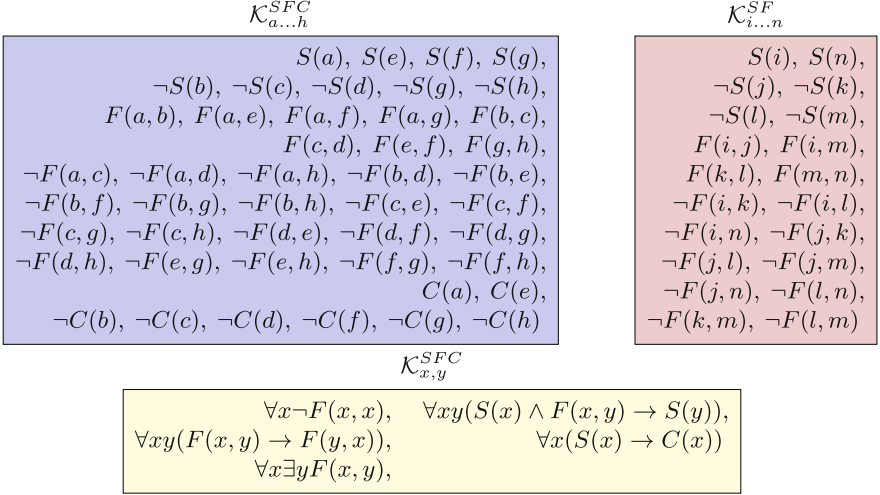 𝒦^{SFC}_{a...h}
S(a), S(e), S(f), S(g),
¬S(b), ¬S(c), ¬S(d), ¬S(g), ¬S(h),
F(a,b), F(a,e), F(a,f), F(a,g), F(b,c),
F(c,d), F(e,f), F(g,h),
¬F(a,c), ¬F(a,d), ¬F(a,h), ¬F(b,d), ¬F(b,e),
¬F(b,f), ¬F(b,g), ¬F(b,h), ¬F(c,e), ¬F(c,f),
¬F(c,g), ¬F(c,h), ¬F(d,e), ¬F(d,f), ¬F(d,g),
¬F(d,h), ¬F(e,g), ¬F(e,h), ¬F(f,g), ¬F(f,h),
C(a), C(e),
¬C(b), ¬C(c), ¬C(d), ¬C(f), ¬C(g), ¬C(h)
𝒦^{SF}_{i...n}
S(i), S(n),
¬S(j), ¬S(k),
¬S(l), ¬S(m),
F(i,j), F(i,m),
F(k,l), F(m,n),
¬F(i,k), ¬F(i,l),
¬F(i,n), ¬F(j,k),
¬F(j,l), ¬F(j,m),
¬F(j,n), ¬F(l,n),
¬F(k,m), ¬F(l,m)
𝒦^{SFC}_{x,y}
∀x¬F(x,x), ∀xy(S(x) ∧ F(x,y) → S(y)),
∀xy(F(x,y) → F(y,x)), ∀x(S(x) → C(x))
∀x∃yF(x,y),